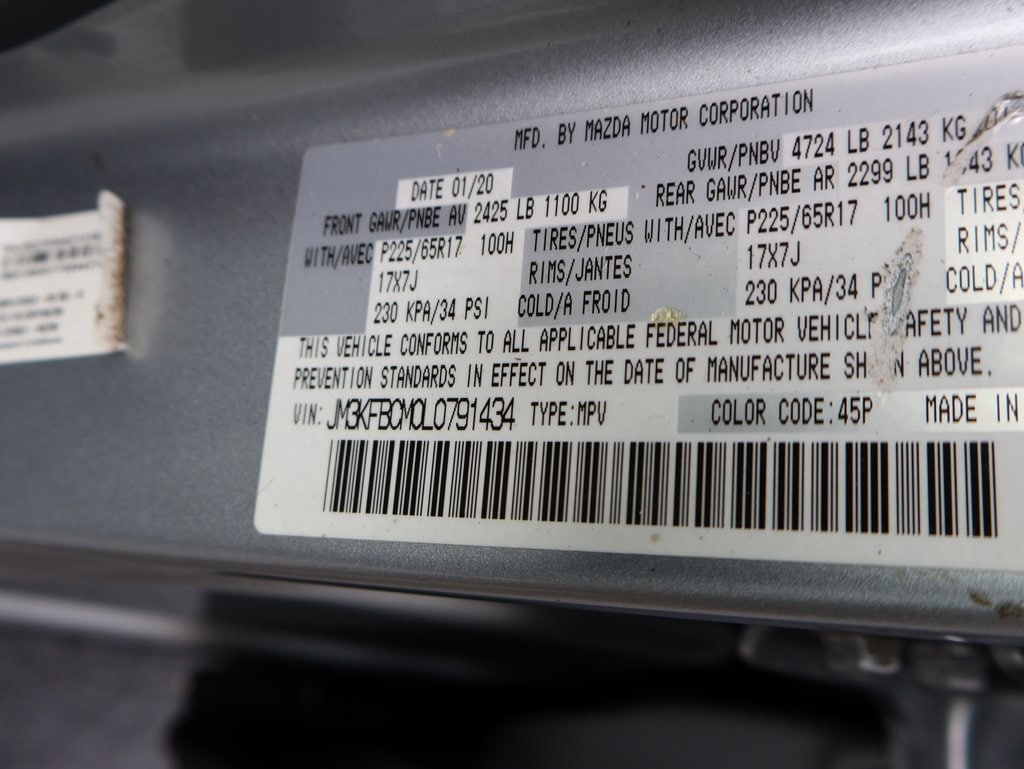 MFD. BY MAZDA MOTOR CORPORATION
DATE 01/20 GVWR/PNBV 4724 LB 2143 KG
FRONT GAWR/PNBE AV 2425 LB 1100 KG REAR GAWR/PNBE AR 2299 LB
WITH/AVEC P225/65R17 100H TIRES/PNEUS WITH/AVEC P225/65R17 100H TIRES
17X7J RIMS/JANTES 17X7J RIMS/
230 KPA/34 PSI COLD/A FROID 230 KPA/34 COLD/A
THIS VEHICLE CONFORMS TO ALL APPLICABLE FEDERAL MOTOR VEHICLE AND
PREVENTION STANDARDS IN EFFECT ON THE DATE OF MANUFACTURE ABOVE.
VIN: JM3KFBCM0L0791434 TYPE:MPV COLOR CODE:45P MADE IN